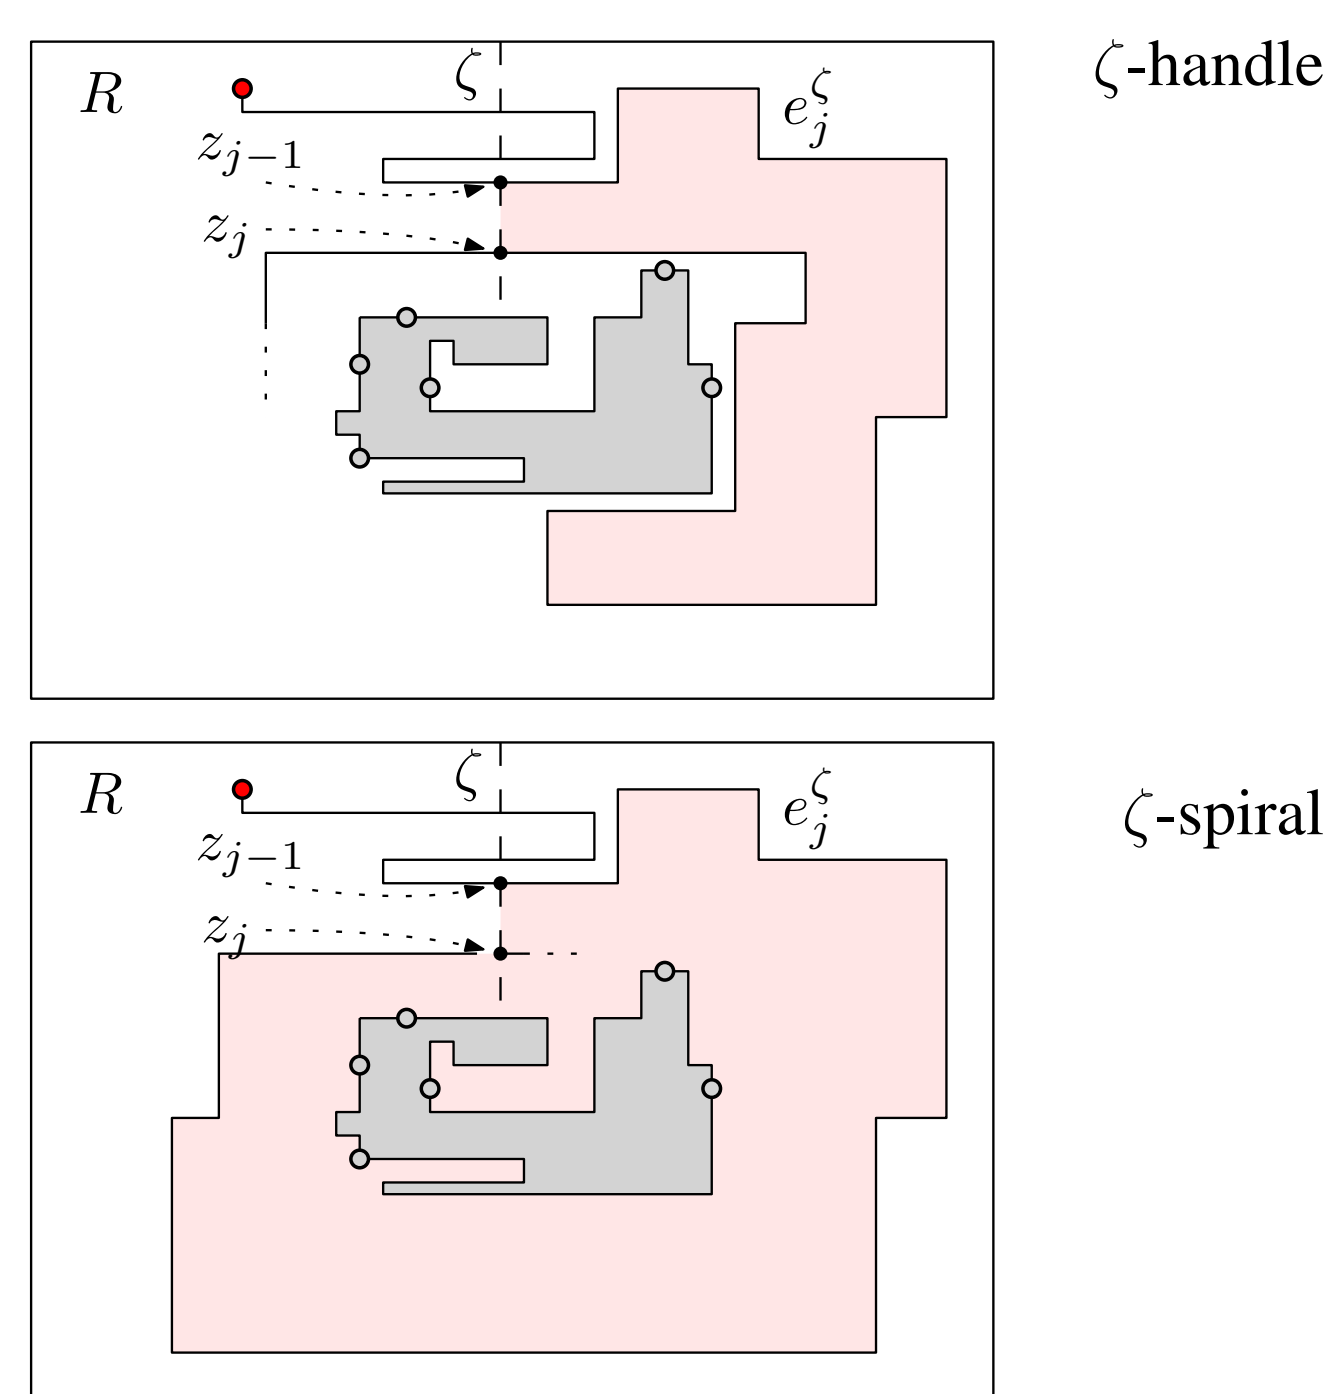 R
ζ
ζ-handle
e_j^ζ
z_{j−1}
z_j
R
ζ
ζ-spiral
e_j^ζ
z_{j−1}
z_j